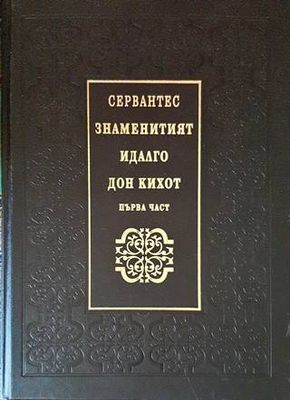 СЕРВАНТЕС
ЗНАМЕНИТИЯТ
ИДАЛГО
ДОН КИХОТ
ПЪРВА ЧАСТ